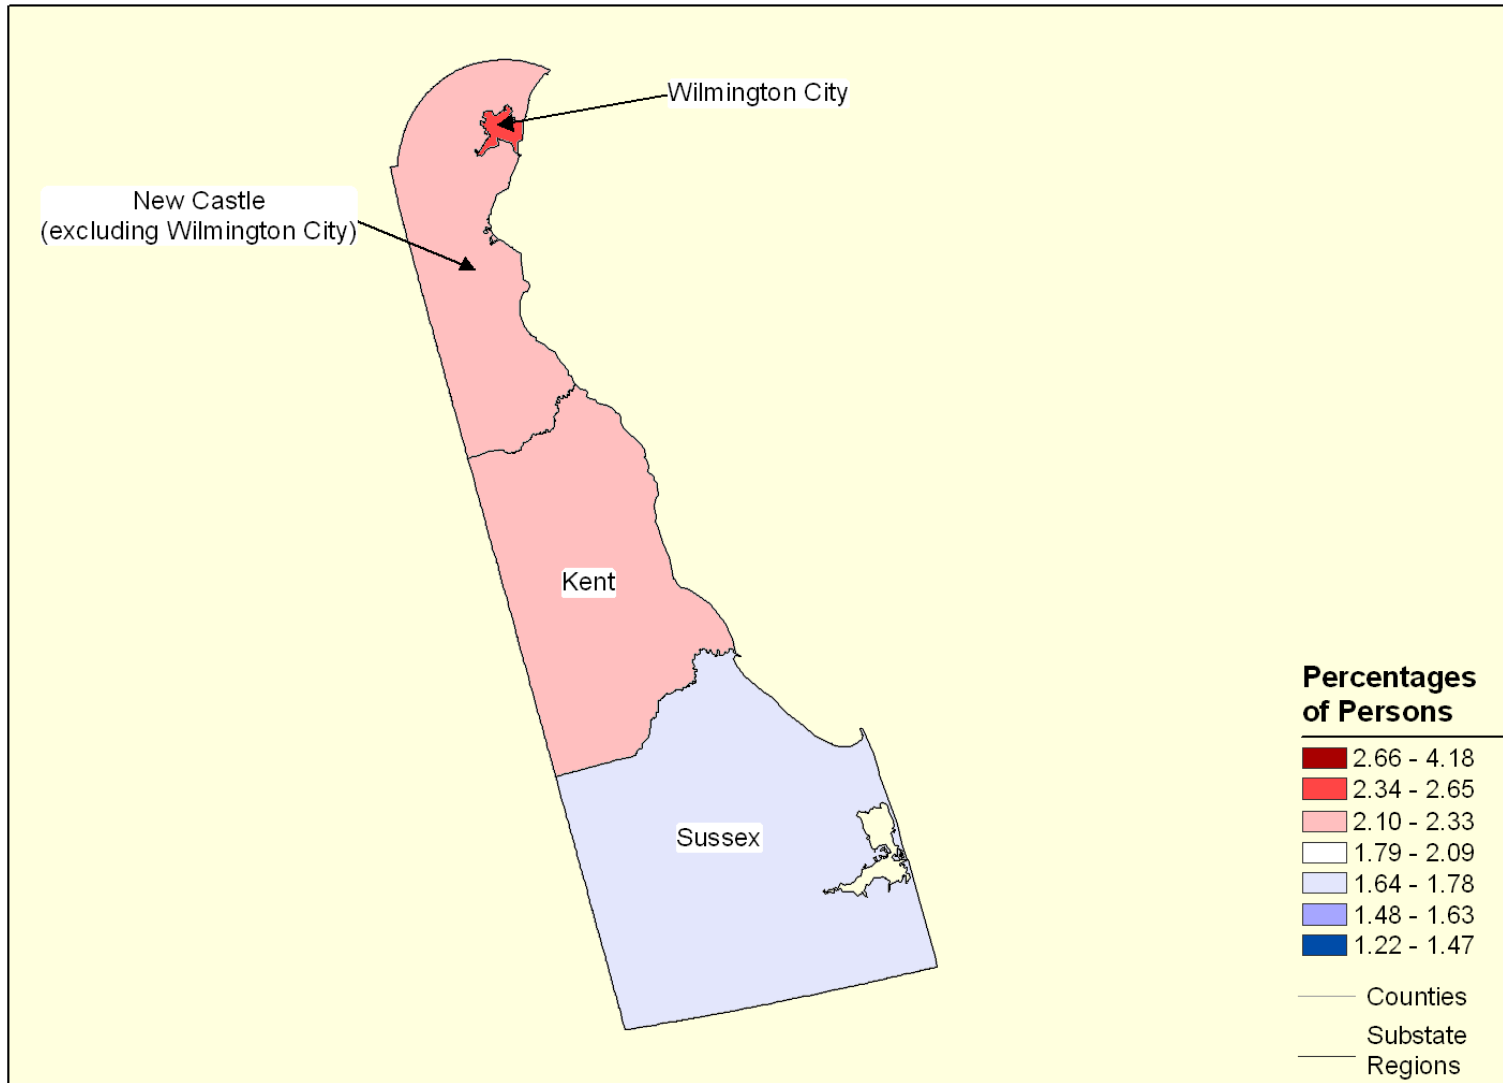 Wilmington City
New Castle
(excluding Wilmington City)
Kent
Sussex
Percentages
of Persons
2.66 - 4.18
2.34 - 2.65
2.10 - 2.33
1.79 - 2.09
1.64 - 1.78
1.48 - 1.63
1.22 - 1.47
Counties
Substate
Regions